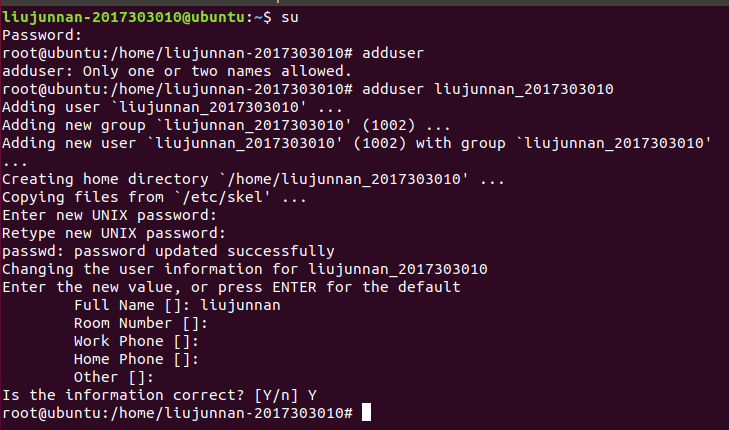 liujunnan-2017303010@ubuntu:~$ su
Password:
root@ubuntu:/home/liujunnan-2017303010# adduser
adduser: Only one or two names allowed.
root@ubuntu:/home/liujunnan-2017303010# adduser liujunnan_2017303010
Adding user `liujunnan_2017303010' ...
Adding new group `liujunnan_2017303010' (1002) ...
Adding new user `liujunnan_2017303010' (1002) with group `liujunnan_2017303010'
...
Creating home directory `/home/liujunnan_2017303010' ...
Copying files from `/etc/skel' ...
Enter new UNIX password:
Retype new UNIX password:
passwd: password updated successfully
Changing the user information for liujunnan_2017303010
Enter the new value, or press ENTER for the default
        Full Name []: liujunnan
        Room Number []:
        Work Phone []:
        Home Phone []:
        Other []:
Is the information correct? [Y/n] Y
root@ubuntu:/home/liujunnan-2017303010#